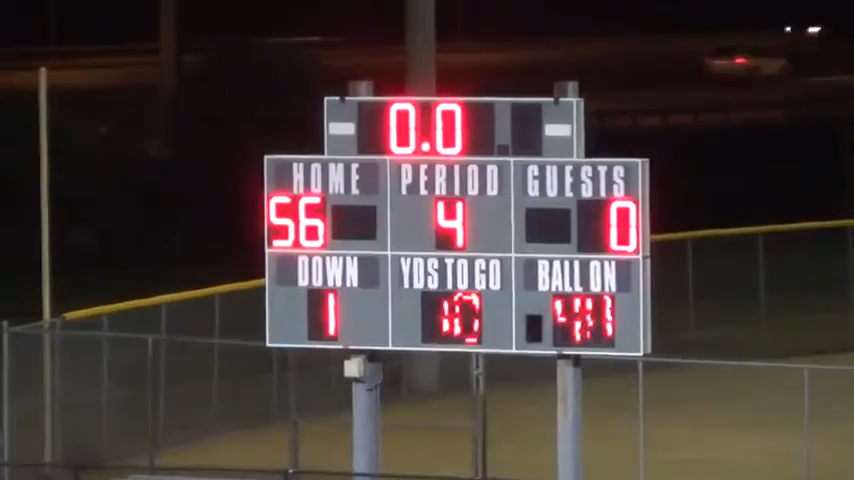 0.0
HOME PERIOD GUESTS
56 4 0
DOWN YDS TO GO BALL ON
1 10